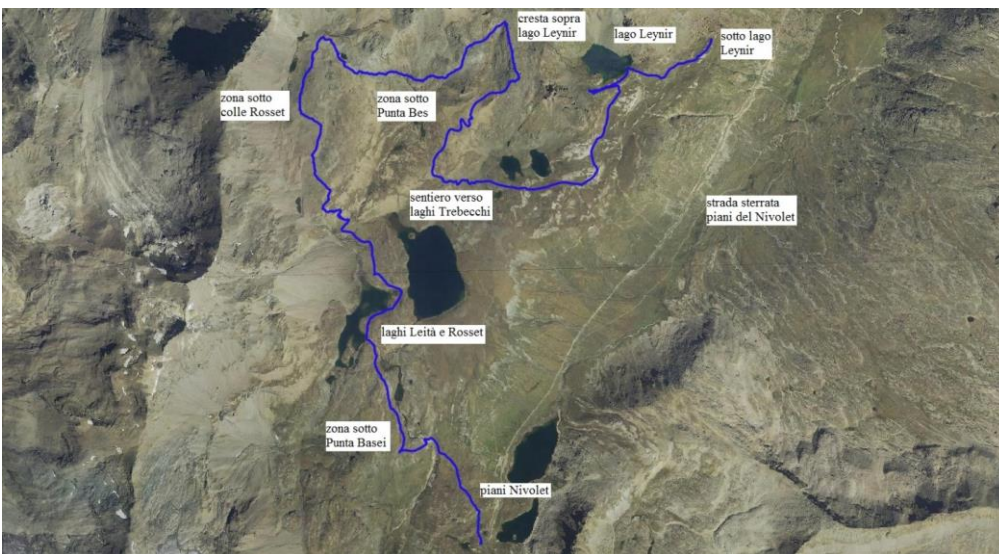 cresta sopra
lago Leynir
lago Leynir
sotto lago
Leynir
zona sotto
colle Rosset
zona sotto
Punta Bes
sentiero verso
laghi Trebecchi
strada sterrata
piani del Nivolet
laghi Leità e Rosset
zona sotto
Punta Basei
piani Nivolet